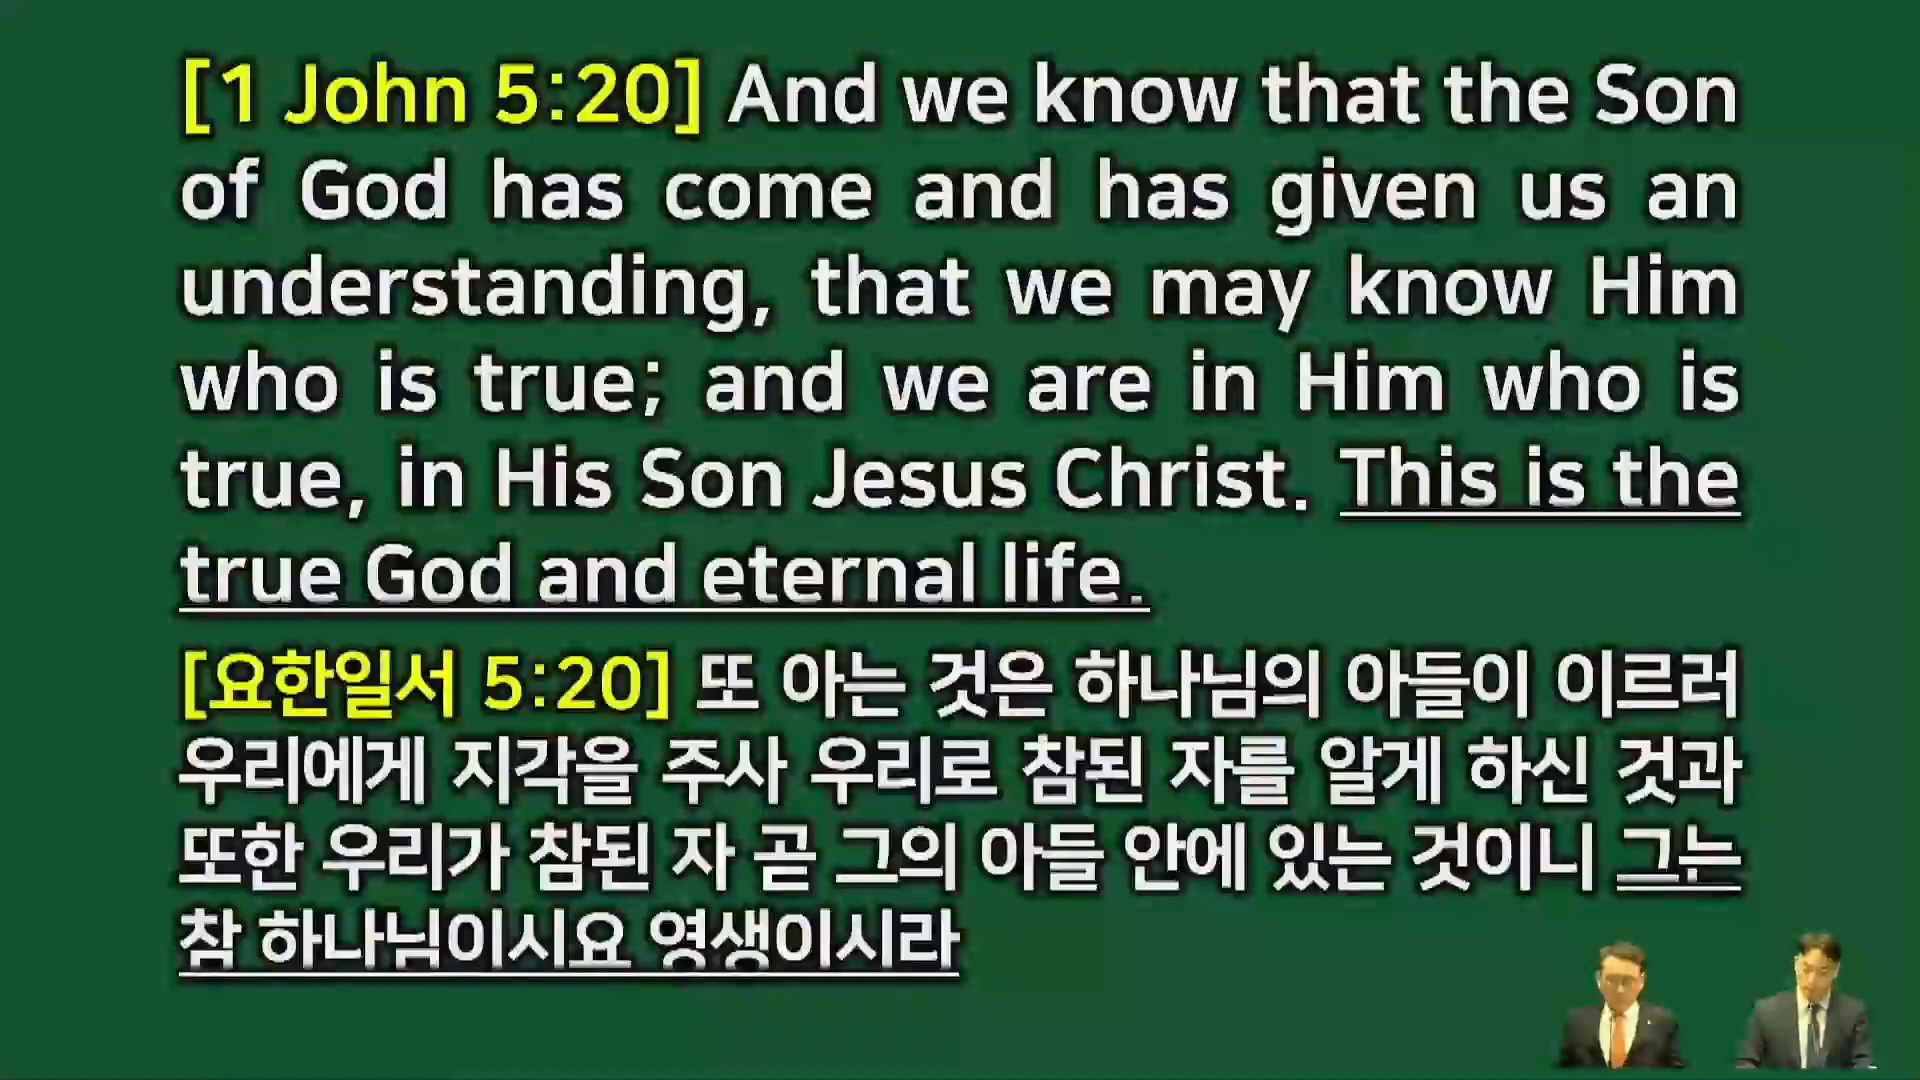 [1 John 5:20] And we know that the Son
of God has come and has given us an
understanding, that we may know Him
who is true; and we are in Him who is
true, in His Son Jesus Christ. This is the
true God and eternal life.
[요한일서 5:20] 또 아는 것은 하나님의 아들이 이르러
우리에게 지각을 주사 우리로 참된 자를 알게 하신 것과
또한 우리가 참된 자 곧 그의 아들 안에 있는 것이니 그는
참 하나님이시요 영생이시라